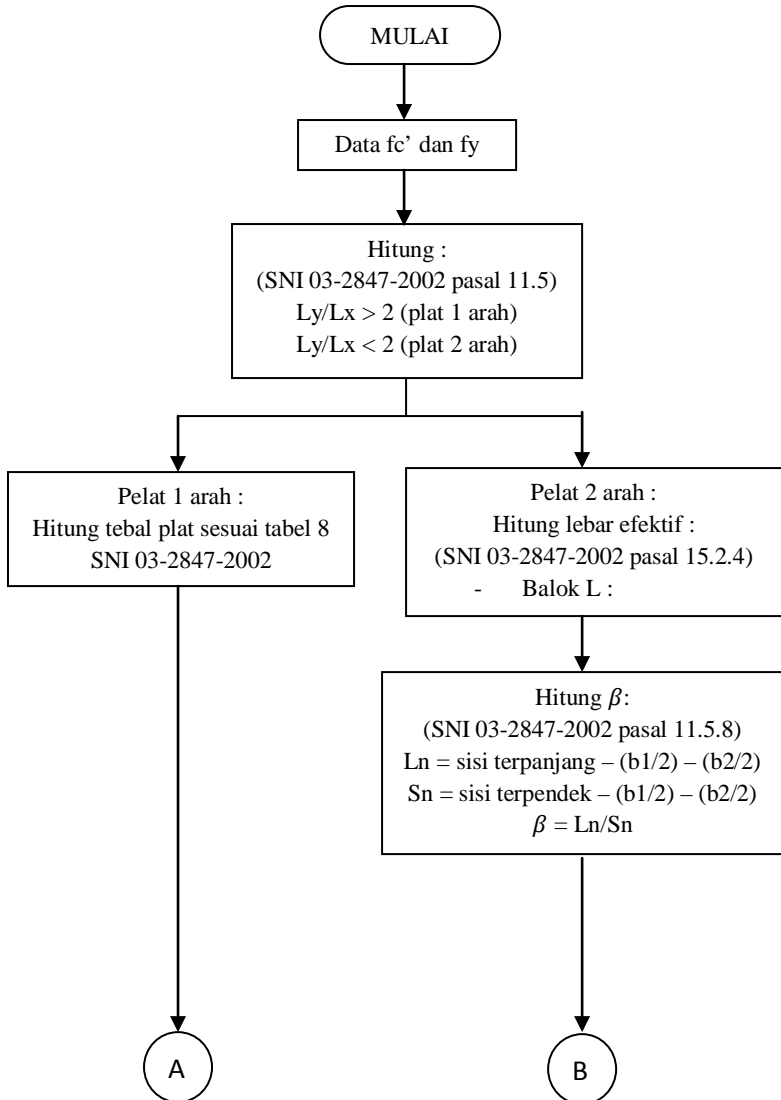 MULAI
Data fc’ dan fy
Hitung :
(SNI 03-2847-2002 pasal 11.5)
Ly/Lx > 2 (plat 1 arah)
Ly/Lx < 2 (plat 2 arah)
Pelat 1 arah :
Hitung tebal plat sesuai tabel 8
SNI 03-2847-2002
Pelat 2 arah :
Hitung lebar efektif :
(SNI 03-2847-2002 pasal 15.2.4)
- Balok L :
Hitung 𝛽:
(SNI 03-2847-2002 pasal 11.5.8)
Ln = sisi terpanjang – (b1/2) – (b2/2)
Sn = sisi terpendek – (b1/2) – (b2/2)
𝛽 = Ln/Sn
A
B